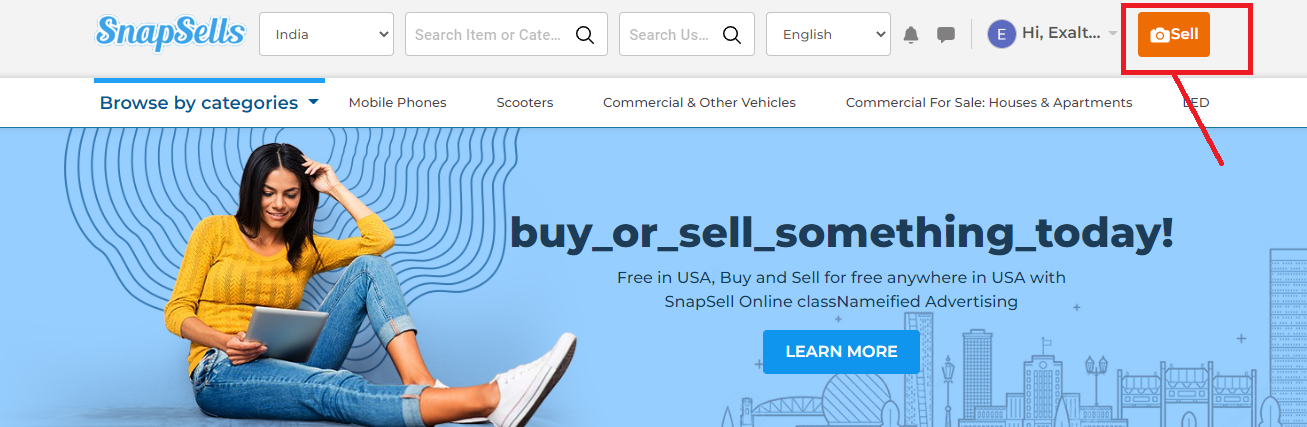 SnapSells
India
Search Item or Cate...
Search Us...
English
E
Hi, Exalt...
Sell
Browse by categories
Mobile Phones
Scooters
Commercial & Other Vehicles
Commercial For Sale: Houses & Apartments
LED
buy_or_sell_something_today!
Free in USA, Buy and Sell for free anywhere in USA with
SnapSell Online classNameified Advertising
LEARN MORE